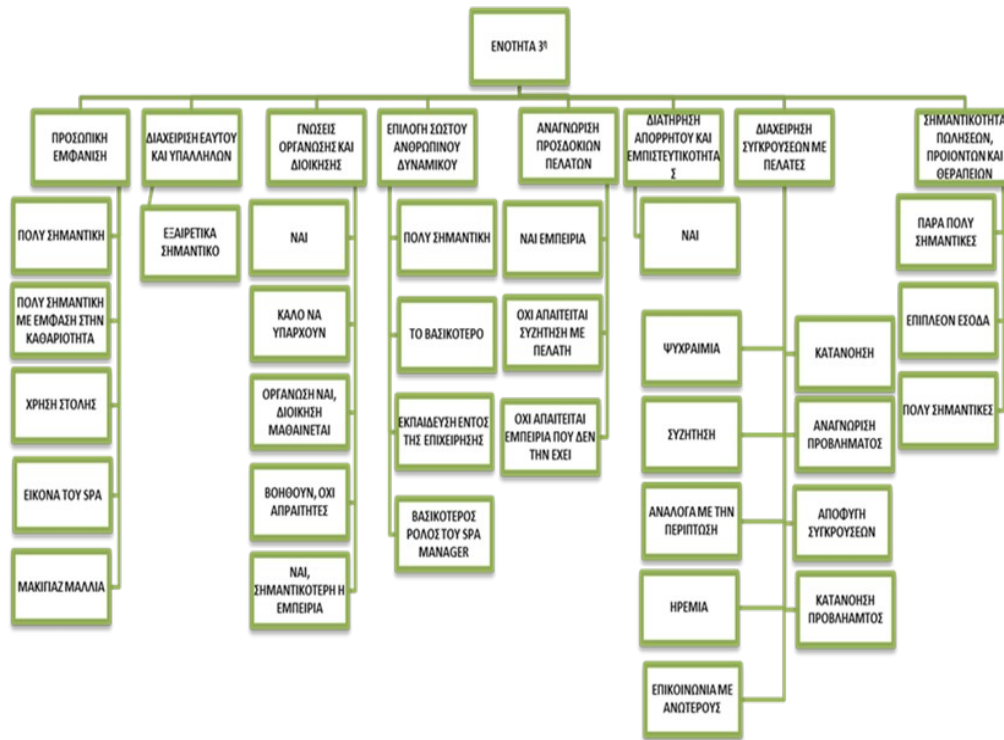 ΕΝΟΤΗΤΑ 3η
ΠΡΟΣΩΠΙΚΗ
ΕΜΦΑΝΙΣΗ
ΠΟΛΥ ΣΗΜΑΝΤΙΚΗ
ΠΟΛΥ ΣΗΜΑΝΤΙΚΗ
ΜΕ ΕΜΦΑΣΗ ΣΤΗΝ
ΚΑΘΑΡΙΟΤΗΤΑ
ΧΡΗΣΗ ΣΤΟΛΗΣ
ΕΙΚΟΝΑ ΤΟΥ SPA
ΜΑΚΙΓΙΑΖ ΜΑΛΛΙΑ
ΔΙΑΧΕΙΡΙΣΗ ΕΑΥΤΟΥ
ΚΑΙ ΥΠΑΛΛΗΛΩΝ
ΕΞΑΙΡΕΤΙΚΑ
ΣΗΜΑΝΤΙΚΟ
ΓΝΩΣΕΙΣ
ΟΡΓΑΝΩΣΗΣ ΚΑΙ
ΔΙΟΙΚΗΣΗΣ
ΝΑΙ
ΚΑΛΟ ΝΑ
ΥΠΑΡΧΟΥΝ
ΟΡΓΑΝΩΣΗ ΝΑΙ,
ΔΙΟΙΚΗΣΗ
ΜΑΘΑΙΝΕΤΑΙ
ΒΟΗΘΟΥΝ, ΟΧΙ
ΑΠΡΑΙΤΗΤΕΣ
ΝΑΙ,
ΣΗΜΑΝΤΙΚΟΤΕΡΗ Η
ΕΜΠΕΙΡΙΑ
ΕΠΙΛΟΓΗ ΣΩΣΤΟΥ
ΑΝΘΡΩΠΙΝΟΥ
ΔΥΝΑΜΙΚΟΥ
ΠΟΛΥ ΣΗΜΑΝΤΙΚΗ
ΤΟ ΒΑΣΙΚΟΤΕΡΟ
ΕΚΠΑΙΔΕΥΣΗ ΕΝΤΟΣ
ΤΗΣ ΕΠΙΧΕΙΡΗΣΗΣ
ΒΑΣΙΚΟΤΕΡΟΣ
ΡΟΛΟΣ ΤΟΥ SPA
MANAGER
ΑΝΑΓΝΩΡΙΣΗ
ΠΡΟΣΔΟΚΙΩΝ
ΠΕΛΑΤΩΝ
ΝΑΙ ΕΜΠΕΙΡΙΑ
ΟΧΙ ΑΠΑΙΤΕΙΤΑΙ
ΣΥΖΗΤΗΣΗ ΜΕ
ΠΕΛΑΤΗ
ΟΧΙ ΑΠΑΙΤΕΙΤΑΙ
ΕΜΠΕΙΡΙΑ ΠΟΥ ΔΕΝ
ΤΗΝ ΕΧΕΙ
ΔΙΑΤΗΡΗΣΗ
ΑΠΟΡΡΗΤΟΥ ΚΑΙ
ΕΜΠΙΣΤΕΥΤΙΚΟΤΗΤΑ
Σ
ΝΑΙ
ΔΙΑΧΕΙΡΗΣΗ
ΣΥΓΚΡΟΥΣΕΩΝ ΜΕ
ΠΕΛΑΤΕΣ
ΨΥΧΡΑΙΜΙΑ
ΚΑΤΑΝΟΗΣΗ
ΣΥΖΗΤΗΣΗ
ΑΝΑΓΝΩΡΙΣΗ
ΠΡΟΒΛΗΜΑΤΟΣ
ΑΝΑΛΟΓΑ ΜΕ ΤΗΝ
ΠΕΡΙΠΤΩΣΗ
ΑΠΟΦΥΓΗ
ΣΥΓΚΡΟΥΣΕΩΝ
ΗΡΕΜΙΑ
ΚΑΤΑΝΟΗΣΗ
ΠΡΟΒΛΗΑΜΤΟΣ
ΕΠΙΚΟΙΝΩΝΙΑ ΜΕ
ΑΝΩΤΕΡΟΥΣ
ΣΗΜΑΝΤΙΚΟΤΗΤΑ
ΠΩΛΗΣΕΩΝ,
ΠΡΟΙΟΝΤΩΝ ΚΑΙ
ΘΕΡΑΠΕΙΩΝ
ΠΑΡΑ ΠΟΛΥ
ΣΗΜΑΝΤΙΚΕΣ
ΕΠΙΠΛΕΟΝ ΕΣΟΔΑ
ΠΟΛΥ ΣΗΜΑΝΤΙΚΕΣ